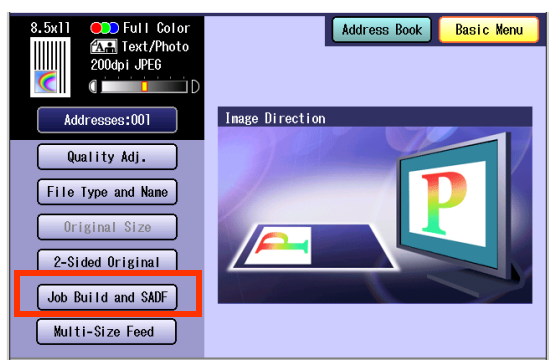 8.5x11
Full Color
A Text/Photo
200dpi JPEG
D
Addresses:001
Quality Adj.
File Type and Name
Original Size
2-Sided Original
Job Build and SADF
Multi-Size Feed
Address Book
Basic Menu
Image Direction
P
P